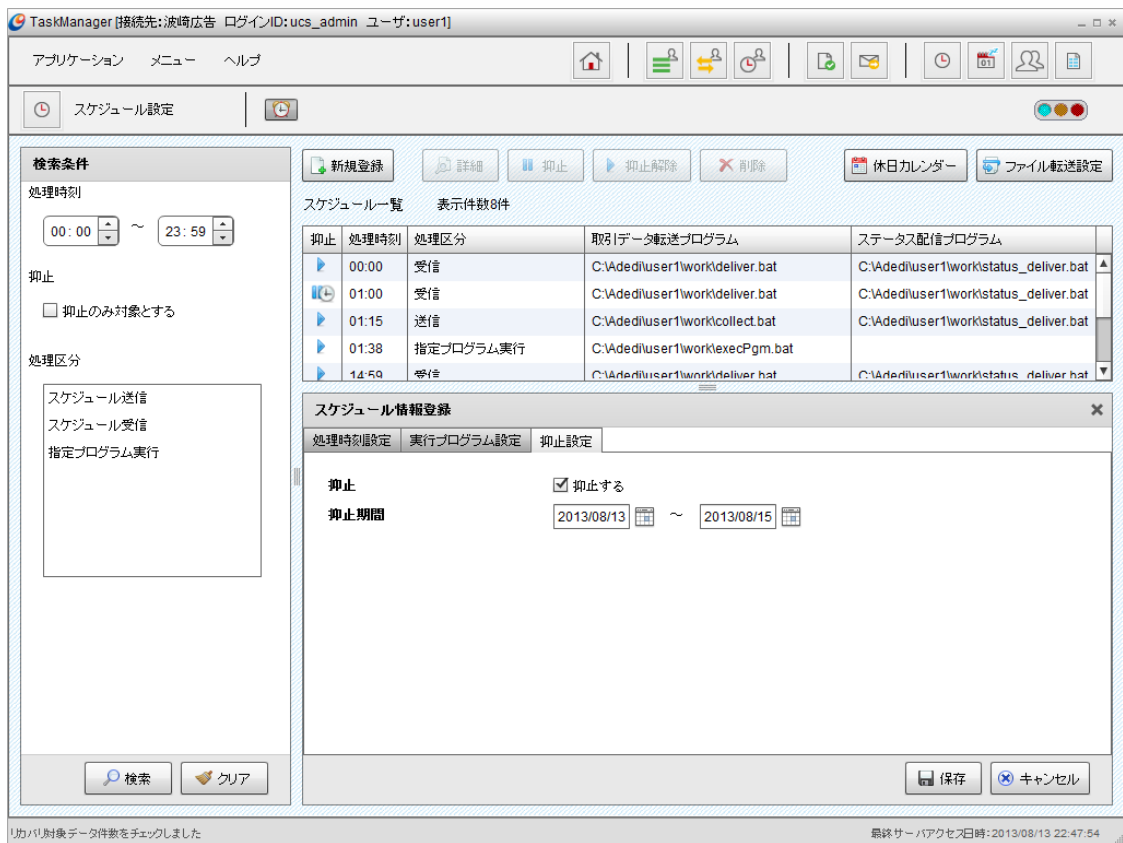 TaskManager [接続先:波崎広告 ログインID:ucs_admin ユーザ:user1]
アプリケーション メニュー ヘルプ
スケジュール設定
検索条件
処理時刻
00:00 ～ 23:59
抑止
抑止のみ対象とする
処理区分
スケジュール送信
スケジュール受信
指定プログラム実行
検索 クリア
新規登録 詳細 抑止 抑止解除 削除 休日カレンダー ファイル転送設定
スケジュール一覧 表示件数8件
抑止 処理時刻 処理区分 取引データ転送プログラム ステータス配信プログラム
00:00 受信 C:\Adedi\user1\work\deliver.bat C:\Adedi\user1\work\status_deliver.bat
01:00 受信 C:\Adedi\user1\work\deliver.bat C:\Adedi\user1\work\status_deliver.bat
01:15 送信 C:\Adedi\user1\work\collect.bat C:\Adedi\user1\work\status_deliver.bat
01:38 指定プログラム実行 C:\Adedi\user1\work\execPgm.bat
14:59 受信 C:\Adedi\user1\work\deliver.bat C:\Adedi\user1\work\status_deliver.bat
スケジュール情報登録
処理時刻設定 実行プログラム設定 抑止設定
抑止 抑止する
抑止期間 2013/08/13 ～ 2013/08/15
保存 キャンセル
リカバリ対象データ件数をチェックしました 最終サーバアクセス日時:2013/08/13 22:47:54